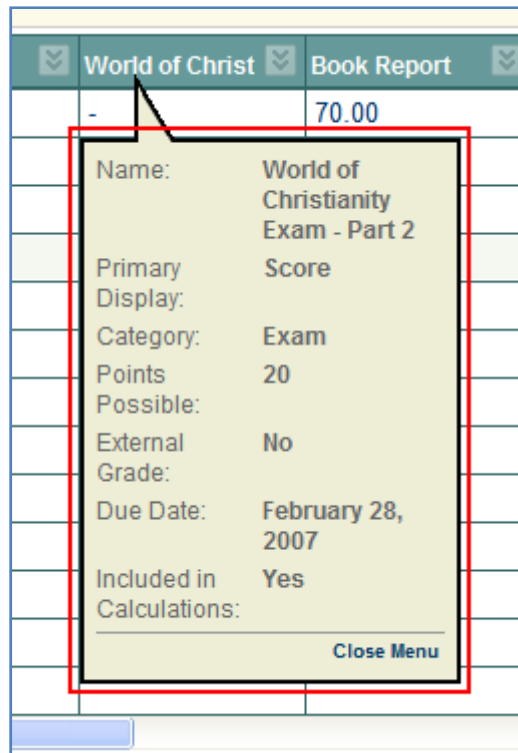 World of Christ Book Report
- 70.00
Name: World of
Christianity
Exam - Part 2
Primary Score
Display:
Category: Exam
Points 20
Possible:
External No
Grade:
Due Date: February 28,
2007
Included in Yes
Calculations:
Close Menu